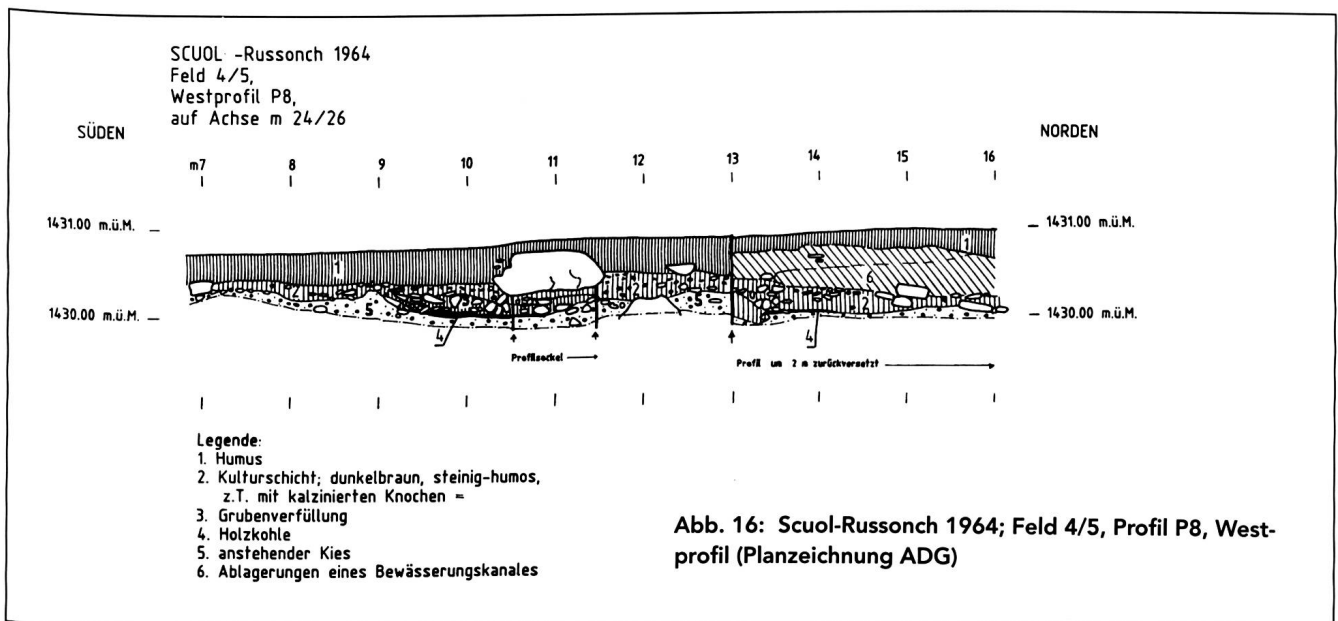 SCUOL -Russonch 1964
Feld 4/5,
Westprofil P8,
auf Achse m 24/26
SÜDEN
NORDEN
m7 8 9 10 11 12 13 14 15 16
1431.00 m.ü.M.
1431.00 m.ü.M.
1 1
6
2 3 2 2
5 5
1430.00 m.ü.M.
1430.00 m.ü.M.
4 4
Profilsockel
Profil um 2 m zurückversetzt
Legende:
1. Humus
2. Kulturschicht; dunkelbraun, steinig-humos,
z.T. mit kalzinierten Knochen =
3. Grubenverfüllung
4. Holzkohle
5. anstehender Kies
6. Ablagerungen eines Bewässerungskanales
Abb. 16: Scuol-Russonch 1964; Feld 4/5, Profil P8, West-
profil (Planzeichnung ADG)